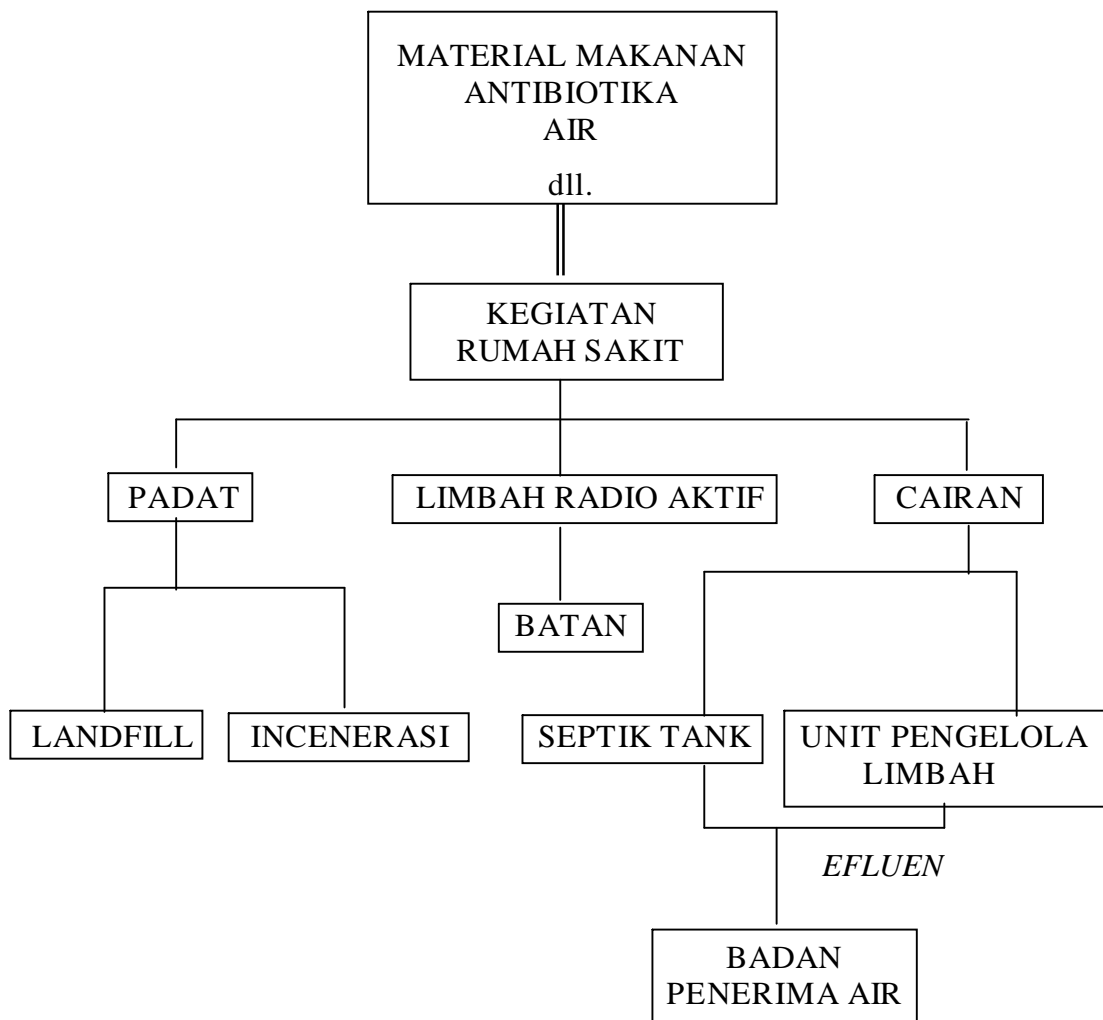 MATERIAL MAKANAN
ANTIBIOTIKA
AIR
dll.
KEGIATAN
RUMAH SAKIT
PADAT
LIMBAH RADIO AKTIF
CAIRAN
BATAN
LANDFILL
INCENERASI
SEPTIK TANK
UNIT PENGELOLA
LIMBAH
EFLUEN
BADAN
PENERIMA AIR